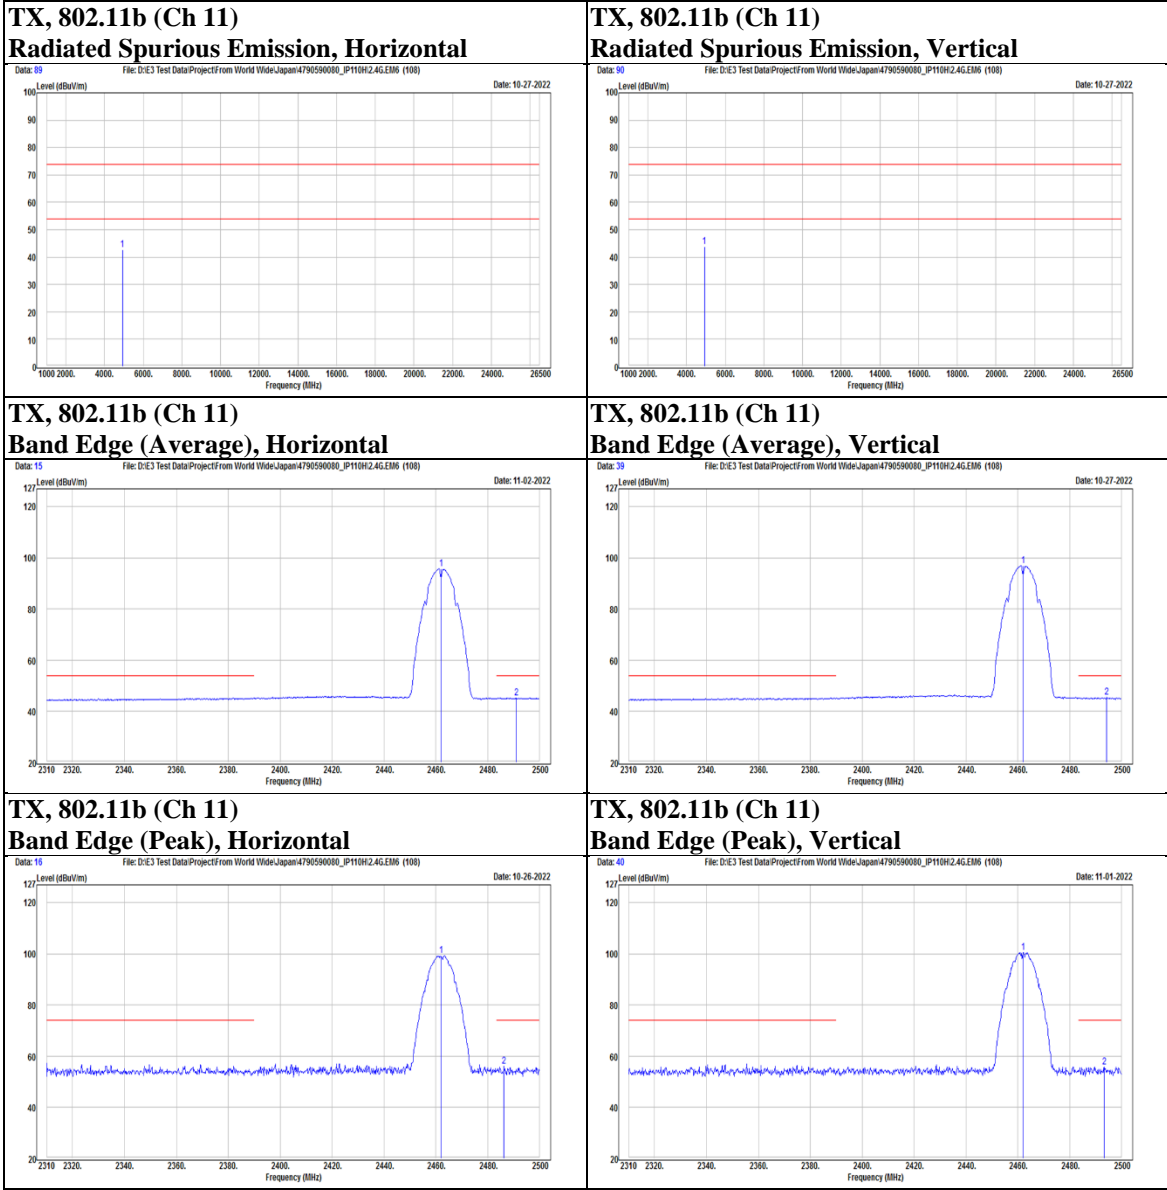 TX, 802.11b (Ch 11)
Radiated Spurious Emission, Horizontal
Data: 89 File: D:\E3 Test Data\Project\From World Wide\Japan\4790590080_IP110H\2.4G.EM6 (108)
Level (dBuV/m) Date: 10-27-2022
100
90
80
70
60
50
1
40
30
20
10
0
1000 2000. 4000. 6000. 8000. 10000. 12000. 14000. 16000. 18000. 20000. 22000. 24000. 26500
Frequency (MHz)
TX, 802.11b (Ch 11)
Radiated Spurious Emission, Vertical
Data: 90 File: D:\E3 Test Data\Project\From World Wide\Japan\4790590080_IP110H\2.4G.EM6 (108)
Level (dBuV/m) Date: 10-27-2022
100
90
80
70
60
50
1
40
30
20
10
0
1000 2000. 4000. 6000. 8000. 10000. 12000. 14000. 16000. 18000. 20000. 22000. 24000. 26500
Frequency (MHz)
TX, 802.11b (Ch 11)
Band Edge (Average), Horizontal
Data: 15 File: D:\E3 Test Data\Project\From World Wide\Japan\4790590080_IP110H\2.4G.EM6 (108)
Level (dBuV/m) Date: 11-02-2022
127
120
100
1
80
60
2
40
20
2310 2320. 2340. 2360. 2380. 2400. 2420. 2440. 2460. 2480. 2500
Frequency (MHz)
TX, 802.11b (Ch 11)
Band Edge (Average), Vertical
Data: 39 File: D:\E3 Test Data\Project\From World Wide\Japan\4790590080_IP110H\2.4G.EM6 (108)
Level (dBuV/m) Date: 10-27-2022
127
120
100
1
80
60
2
40
20
2310 2320. 2340. 2360. 2380. 2400. 2420. 2440. 2460. 2480. 2500
Frequency (MHz)
TX, 802.11b (Ch 11)
Band Edge (Peak), Horizontal
Data: 16 File: D:\E3 Test Data\Project\From World Wide\Japan\4790590080_IP110H\2.4G.EM6 (108)
Level (dBuV/m) Date: 10-26-2022
127
120
100
1
80
60
2
40
20
2310 2320. 2340. 2360. 2380. 2400. 2420. 2440. 2460. 2480. 2500
Frequency (MHz)
TX, 802.11b (Ch 11)
Band Edge (Peak), Vertical
Data: 40 File: D:\E3 Test Data\Project\From World Wide\Japan\4790590080_IP110H\2.4G.EM6 (108)
Level (dBuV/m) Date: 11-01-2022
127
120
100
1
80
60
2
40
20
2310 2320. 2340. 2360. 2380. 2400. 2420. 2440. 2460. 2480. 2500
Frequency (MHz)